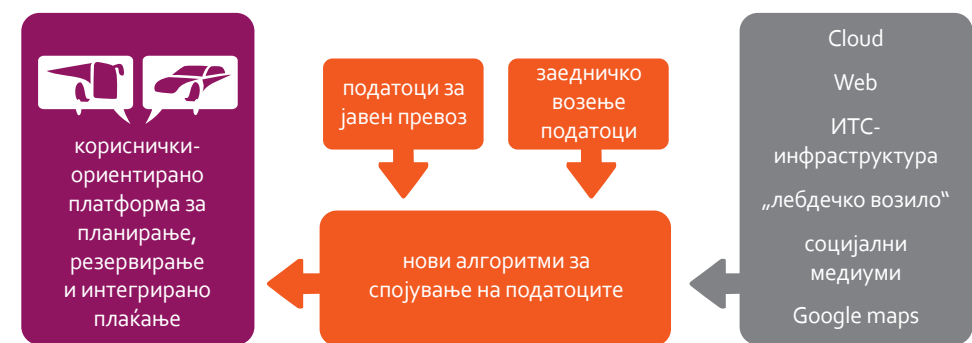 кориснички-
ориентирано
платформа за
планирање,
резервирање
и интегрирано
плаќање
податоци за
јавен превоз
заедничко
возење
податоци
нови алгоритми за
спојување на податоците
Cloud
Web
ИТС-
инфраструктура
„лебдечко возило“
социјални
медиуми
Google maps